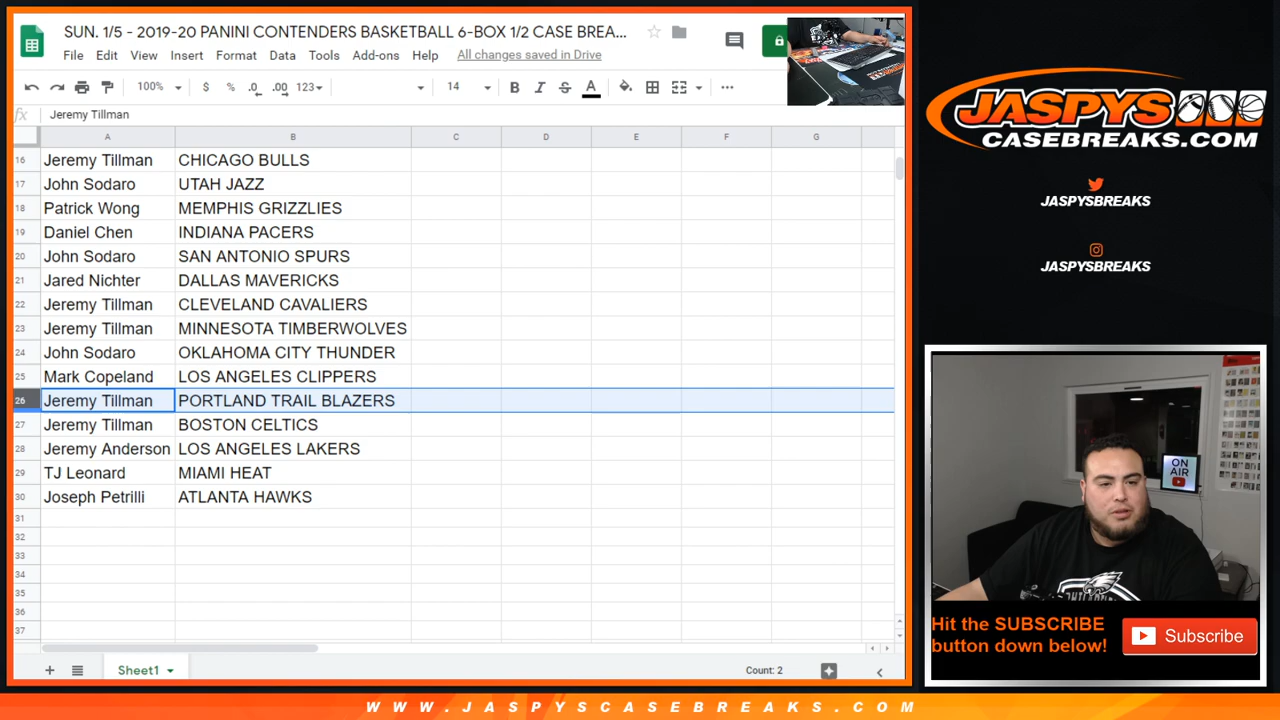 SUN. 1/5 - 2019-20 PANINI CONTENDERS BASKETBALL 6-BOX 1/2 CASE BREA...
File Edit View Insert Format Data Tools Add-ons Help All changes saved in Drive
100% $ % .0 .00 123 14 B I S A
fx Jeremy Tillman
A B C D E F G
16 Jeremy Tillman CHICAGO BULLS
17 John Sodaro UTAH JAZZ
18 Patrick Wong MEMPHIS GRIZZLIES
19 Daniel Chen INDIANA PACERS
20 John Sodaro SAN ANTONIO SPURS
21 Jared Nichter DALLAS MAVERICKS
22 Jeremy Tillman CLEVELAND CAVALIERS
23 Jeremy Tillman MINNESOTA TIMBERWOLVES
24 John Sodaro OKLAHOMA CITY THUNDER
25 Mark Copeland LOS ANGELES CLIPPERS
26 Jeremy Tillman PORTLAND TRAIL BLAZERS
27 Jeremy Tillman BOSTON CELTICS
28 Jeremy Anderson LOS ANGELES LAKERS
29 TJ Leonard MIAMI HEAT
30 Joseph Petrilli ATLANTA HAWKS
31
32
33
34
35
36
37
Sheet1 Count: 2
JASPYS
CASEBREAKS.COM
JASPYSBREAKS
JASPYSBREAKS
ON
AIR
Hit the SUBSCRIBE
button down below!
Subscribe
WWW.JASPYSCASEBREAKS.COM